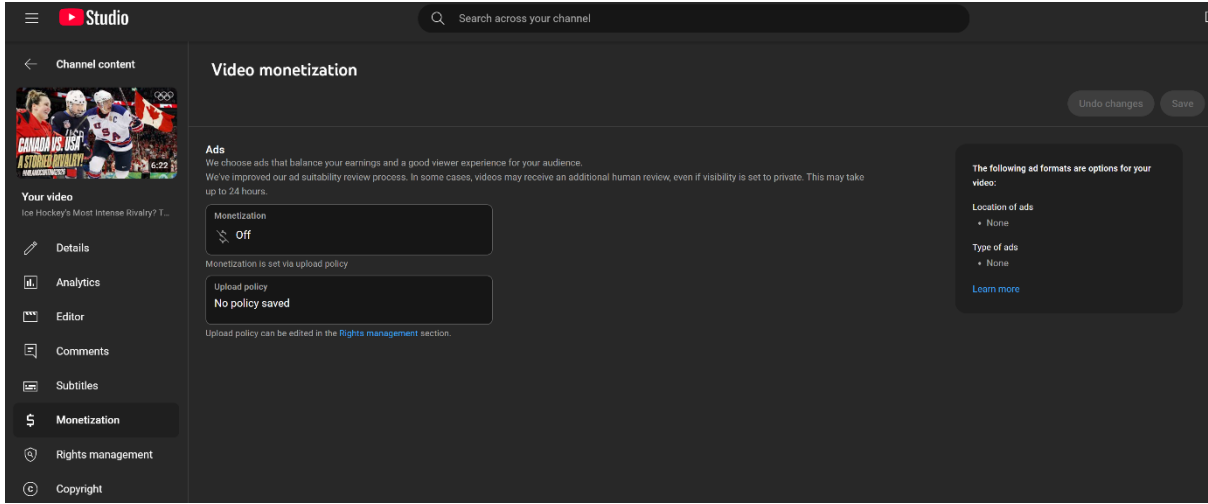 Studio
Search across your channel
Channel content
Video monetization
Undo changes
Save
CANADA VS. USA
A STORIED RIVALRY!
6:22
Your video
Ice Hockey's Most Intense Rivalry? T...
Details
Analytics
Editor
Comments
Subtitles
Monetization
Rights management
Copyright
Ads
We choose ads that balance your earnings and a good viewer experience for your audience.
We've improved our ad suitability review process. In some cases, videos may receive an additional human review, even if visibility is set to private. This may take
up to 24 hours.
Monetization
Off
Monetization is set via upload policy
Upload policy
No policy saved
Upload policy can be edited in the Rights management section.
The following ad formats are options for your
video:
Location of ads
• None
Type of ads
• None
Learn more